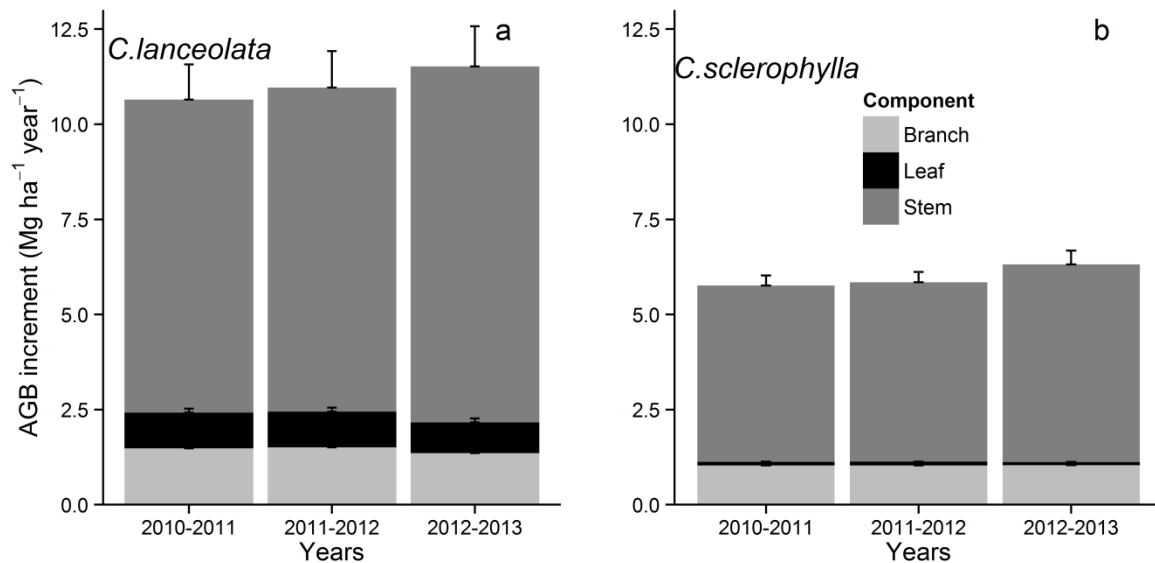 a
C.lanceolata
12.5
10.0
7.5
5.0
2.5
0.0
AGB increment (Mg ha⁻¹ year⁻¹)
2010-2011 2011-2012 2012-2013
Years
b
C.sclerophylla
Component
Branch
Leaf
Stem
12.5
10.0
7.5
5.0
2.5
0.0
2010-2011 2011-2012 2012-2013
Years